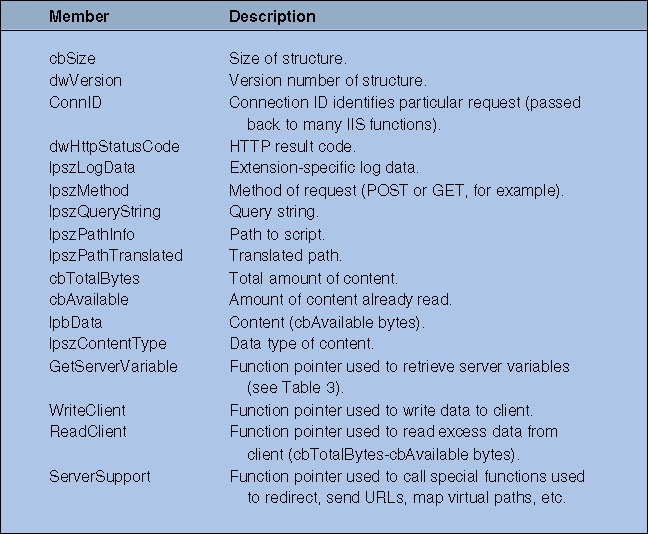 Member Description
cbSize Size of structure.
dwVersion Version number of structure.
ConnID Connection ID identifies particular request (passed
back to many IIS functions).
dwHttpStatusCode HTTP result code.
lpszLogData Extension-specific log data.
lpszMethod Method of request (POST or GET, for example).
lpszQueryString Query string.
lpszPathInfo Path to script.
lpszPathTranslated Translated path.
cbTotalBytes Total amount of content.
cbAvailable Amount of content already read.
lpbData Content (cbAvailable bytes).
lpszContentType Data type of content.
GetServerVariable Function pointer used to retrieve server variables
(see Table 3).
WriteClient Function pointer used to write data to client.
ReadClient Function pointer used to read excess data from
client (cbTotalBytes-cbAvailable bytes).
ServerSupport Function pointer used to call special functions used
to redirect, send URLs, map virtual paths, etc.